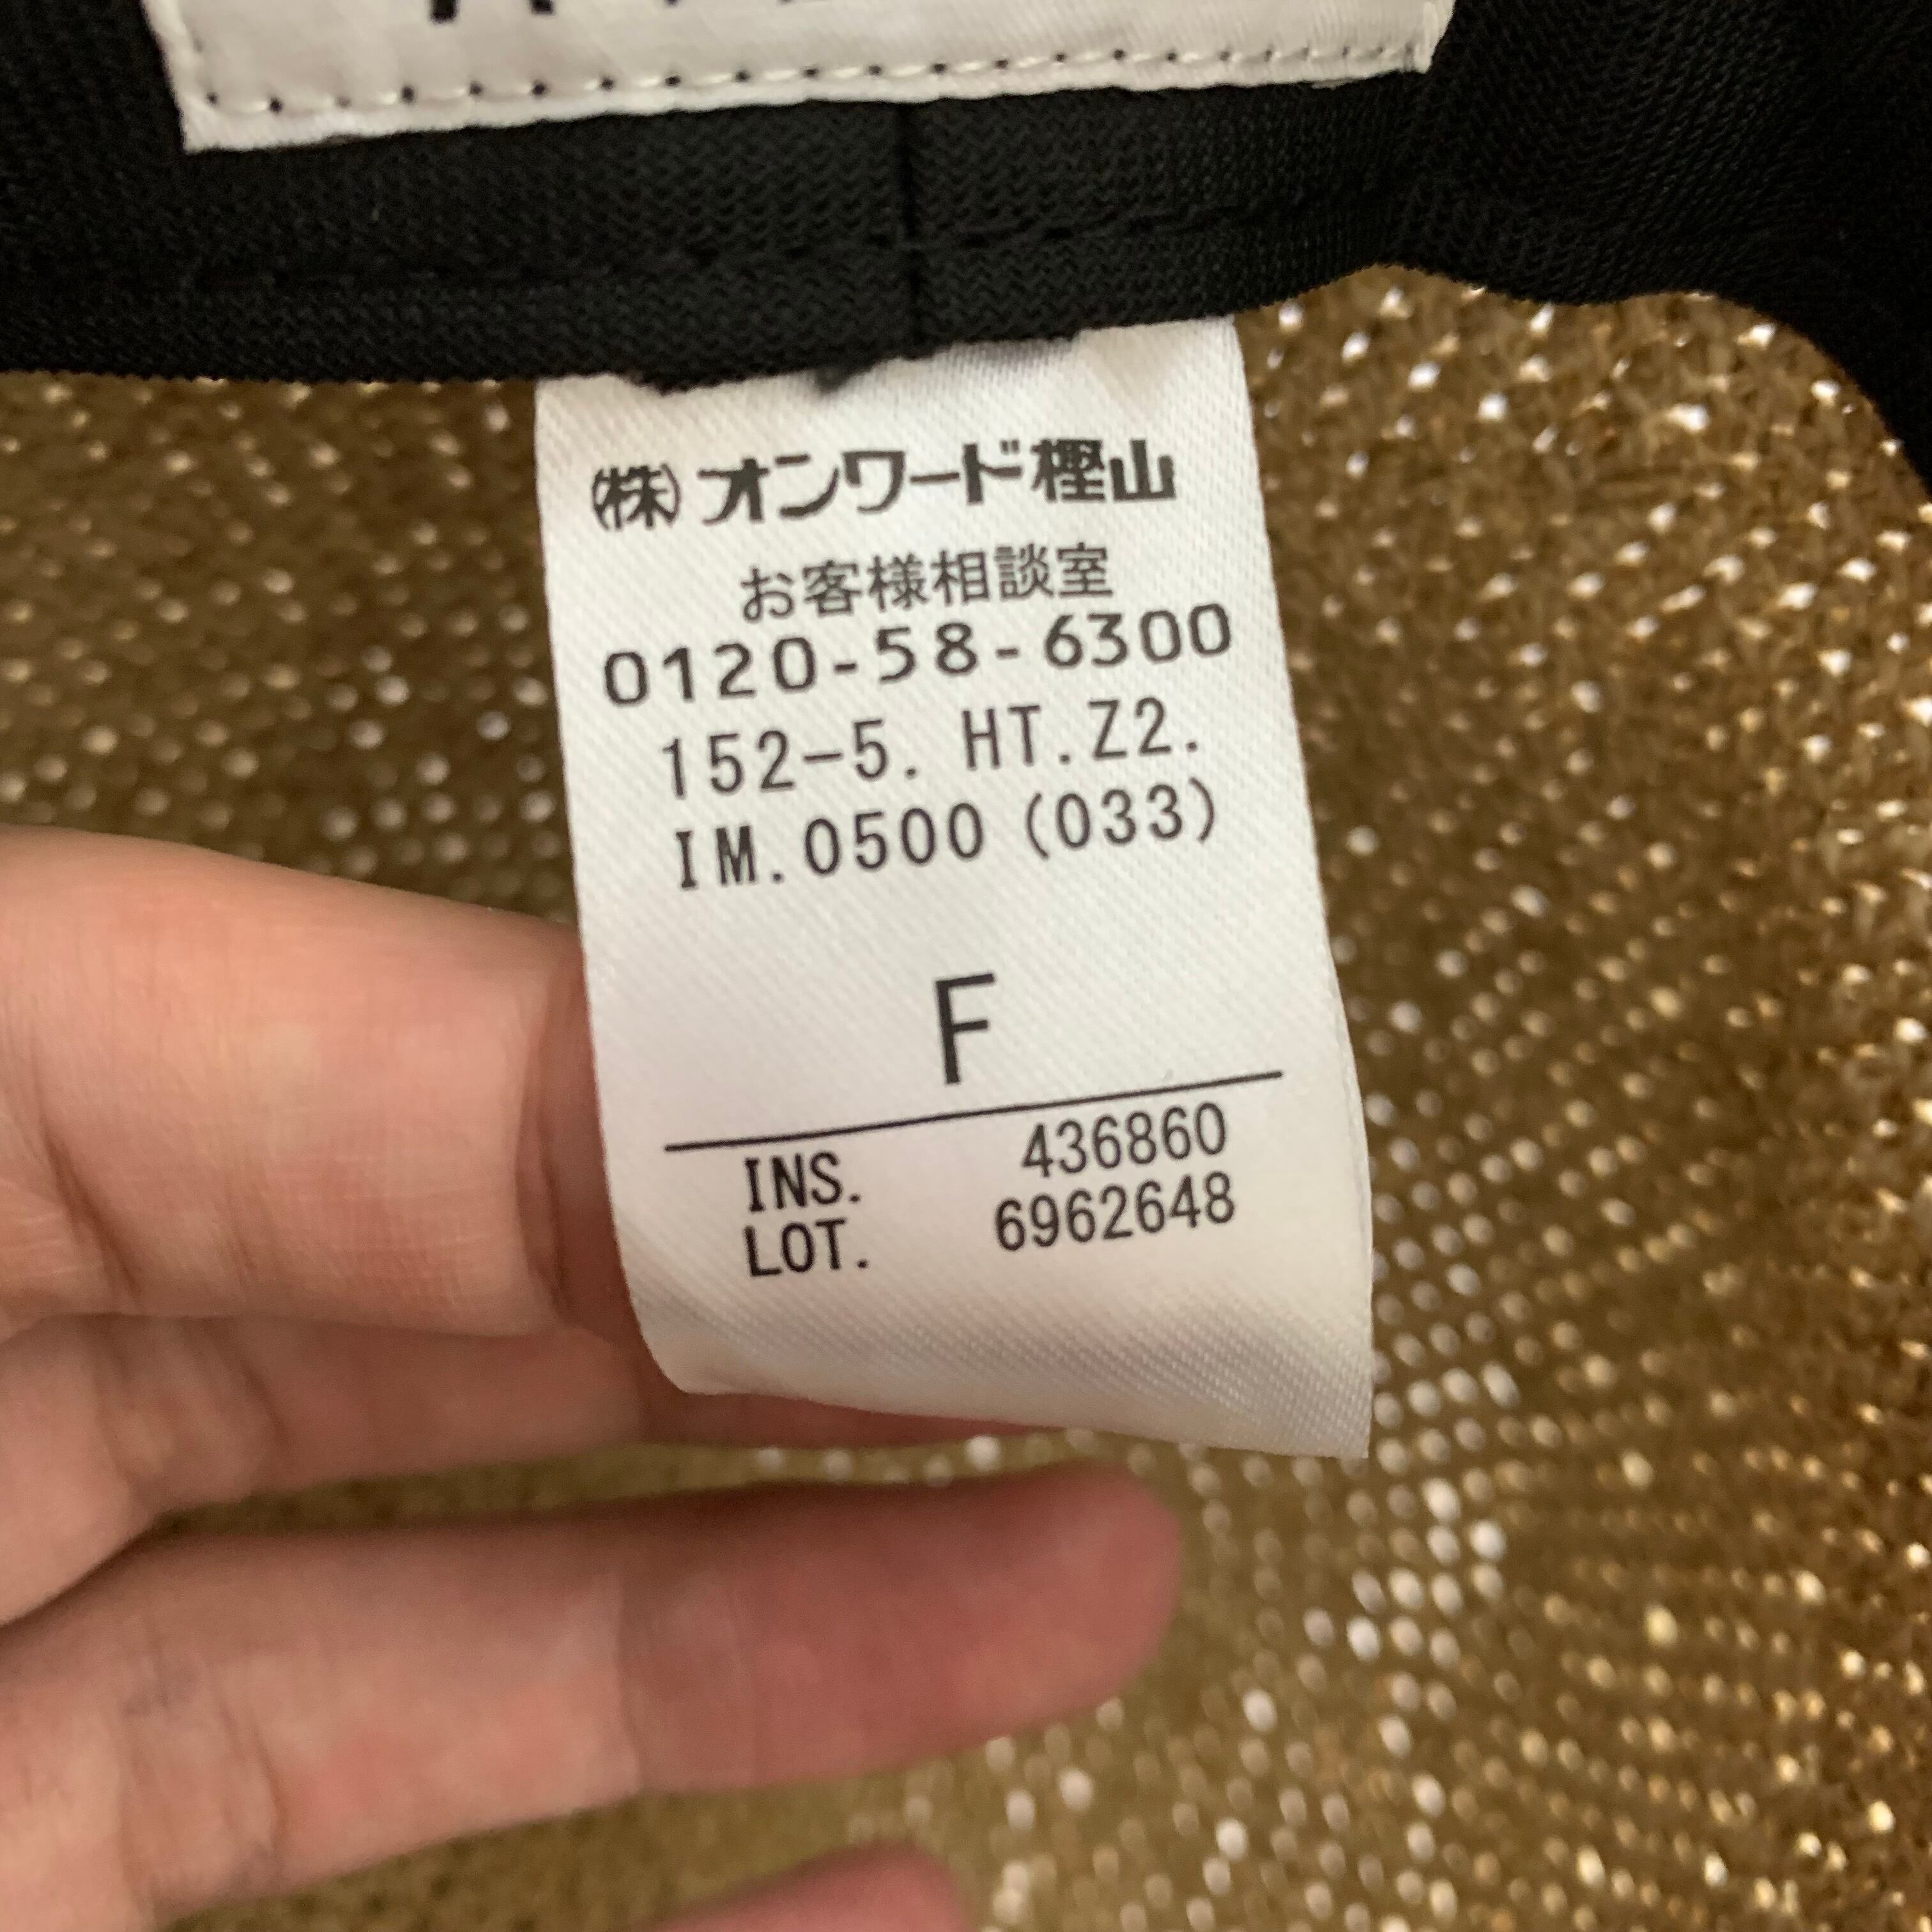 ㈱オンワード樫山
お客様相談室
0120-58-6300
152-5. HT.Z2.
IM.0500 (033)
F
INS. 436860
LOT. 6962648